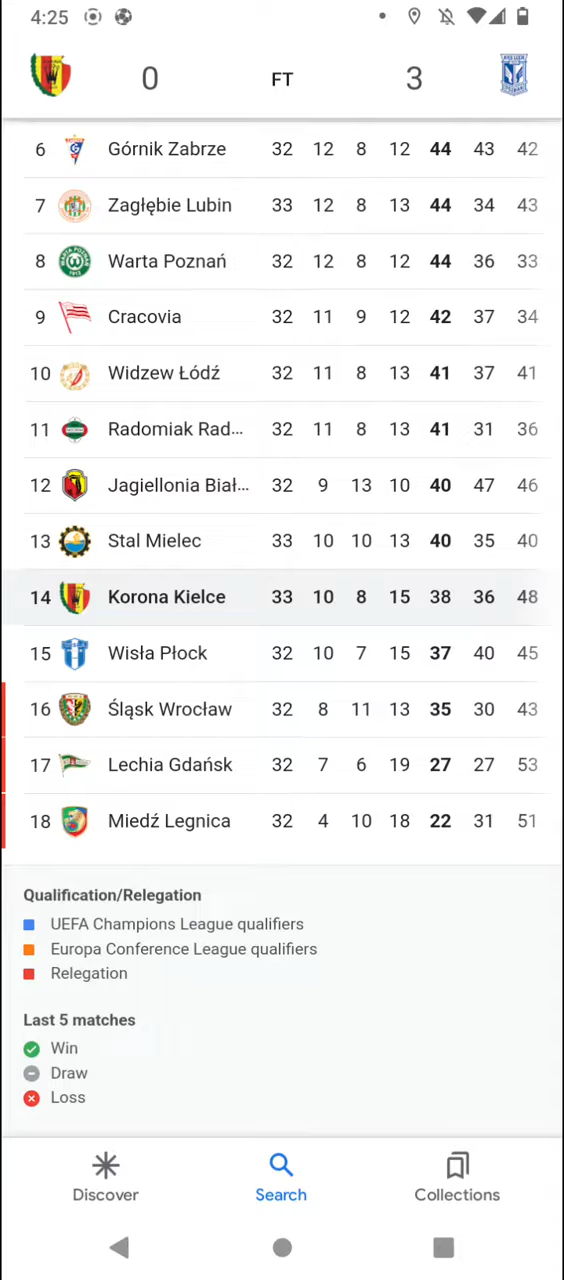 4:25
0 FT 3
6 Górnik Zabrze 32 12 8 12 44 43 42
7 Zagłębie Lubin 33 12 8 13 44 34 43
8 Warta Poznań 32 12 8 12 44 36 33
9 Cracovia 32 11 9 12 42 37 34
10 Widzew Łódź 32 11 8 13 41 37 41
11 Radomiak Rad... 32 11 8 13 41 31 36
12 Jagiellonia Biał... 32 9 13 10 40 47 46
13 Stal Mielec 33 10 10 13 40 35 40
14 Korona Kielce 33 10 8 15 38 36 48
15 Wisła Płock 32 10 7 15 37 40 45
16 Śląsk Wrocław 32 8 11 13 35 30 43
17 Lechia Gdańsk 32 7 6 19 27 27 53
18 Miedź Legnica 32 4 10 18 22 31 51
Qualification/Relegation
UEFA Champions League qualifiers
Europa Conference League qualifiers
Relegation
Last 5 matches
Win
Draw
Loss
Discover Search Collections